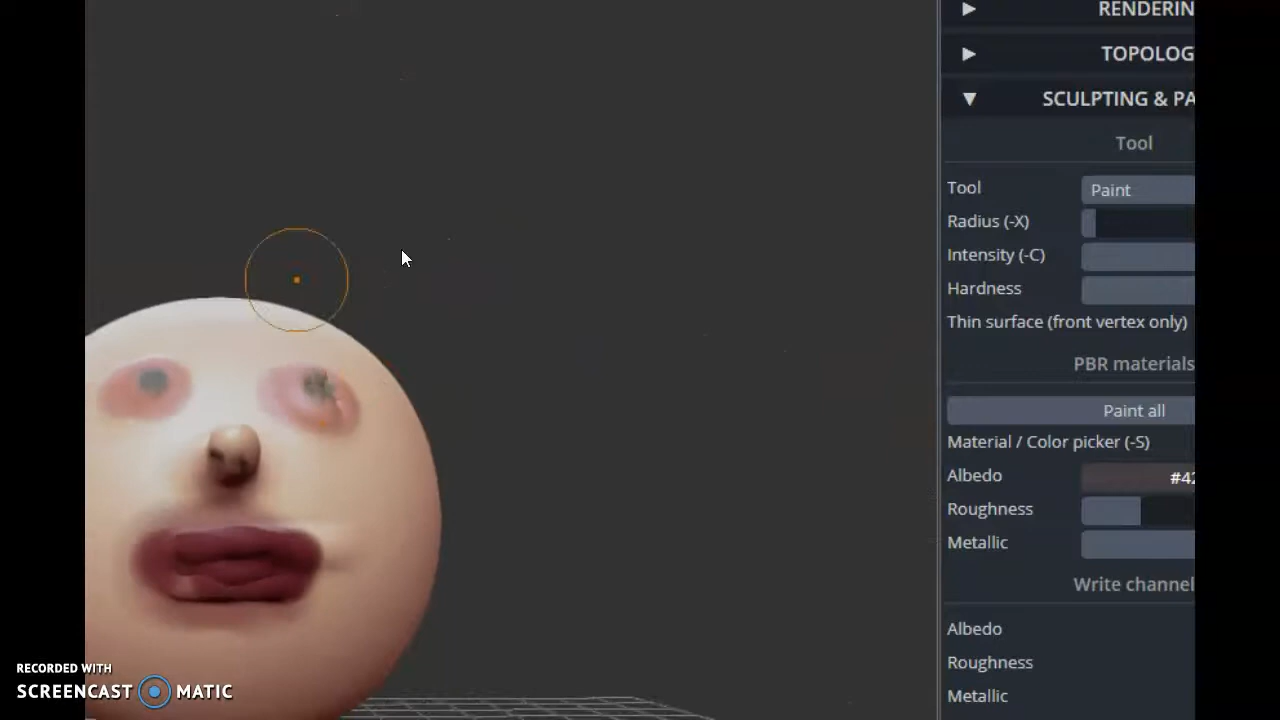 RENDERIN
TOPOLOG
SCULPTING & PA
Tool
Tool Paint
Radius (-X)
Intensity (-C)
Hardness
Thin surface (front vertex only)
PBR materials
Paint all
Material / Color picker (-S)
Albedo #42
Roughness
Metallic
Write channel
Albedo
Roughness
Metallic
RECORDED WITH
SCREENCAST MATIC